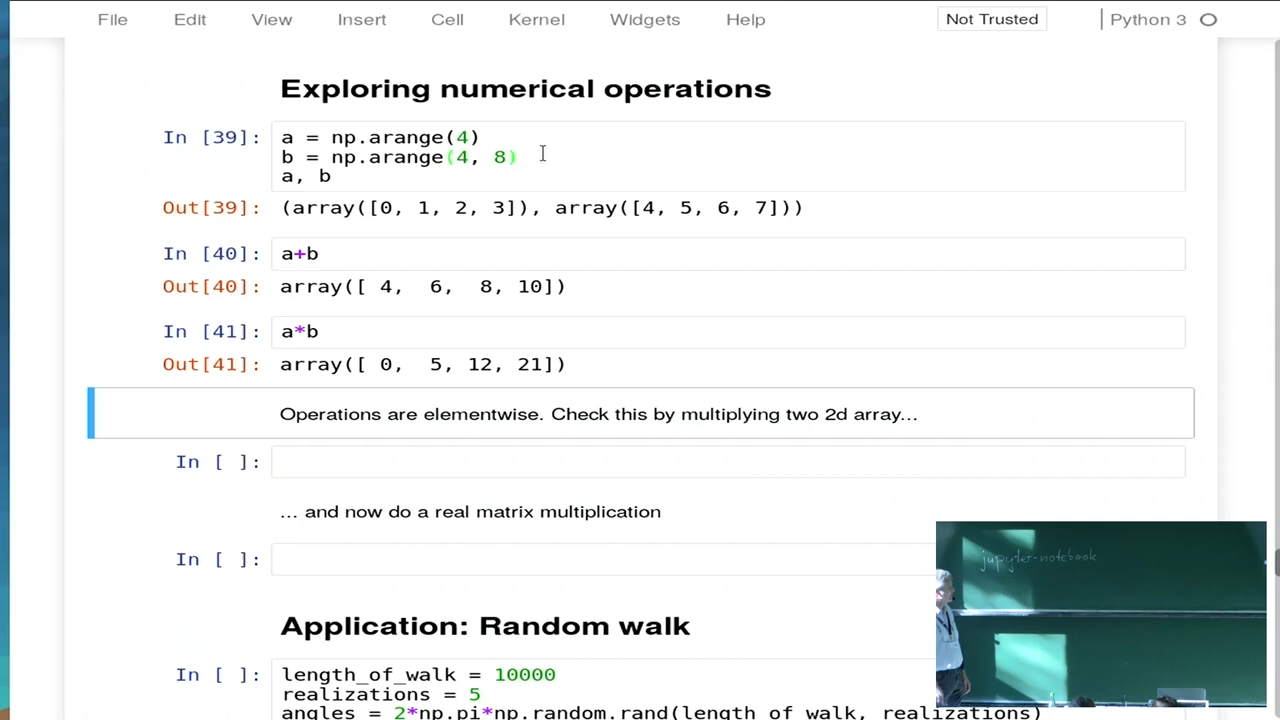 File Edit View Insert Cell Kernel Widgets Help Not Trusted Python 3
Exploring numerical operations
In [39]: a = np.arange(4)
b = np.arange(4, 8)
a, b
Out[39]: (array([0, 1, 2, 3]), array([4, 5, 6, 7]))
In [40]: a+b
Out[40]: array([ 4,  6,  8, 10])
In [41]: a*b
Out[41]: array([ 0,  5, 12, 21])
Operations are elementwise. Check this by multiplying two 2d array...
In [ ]:
... and now do a real matrix multiplication
In [ ]:
jupyter-notebook
Application: Random walk
In [ ]: length_of_walk = 10000
realizations = 5
angles = 2*np.pi*np.random.rand(length_of_walk, realizations)